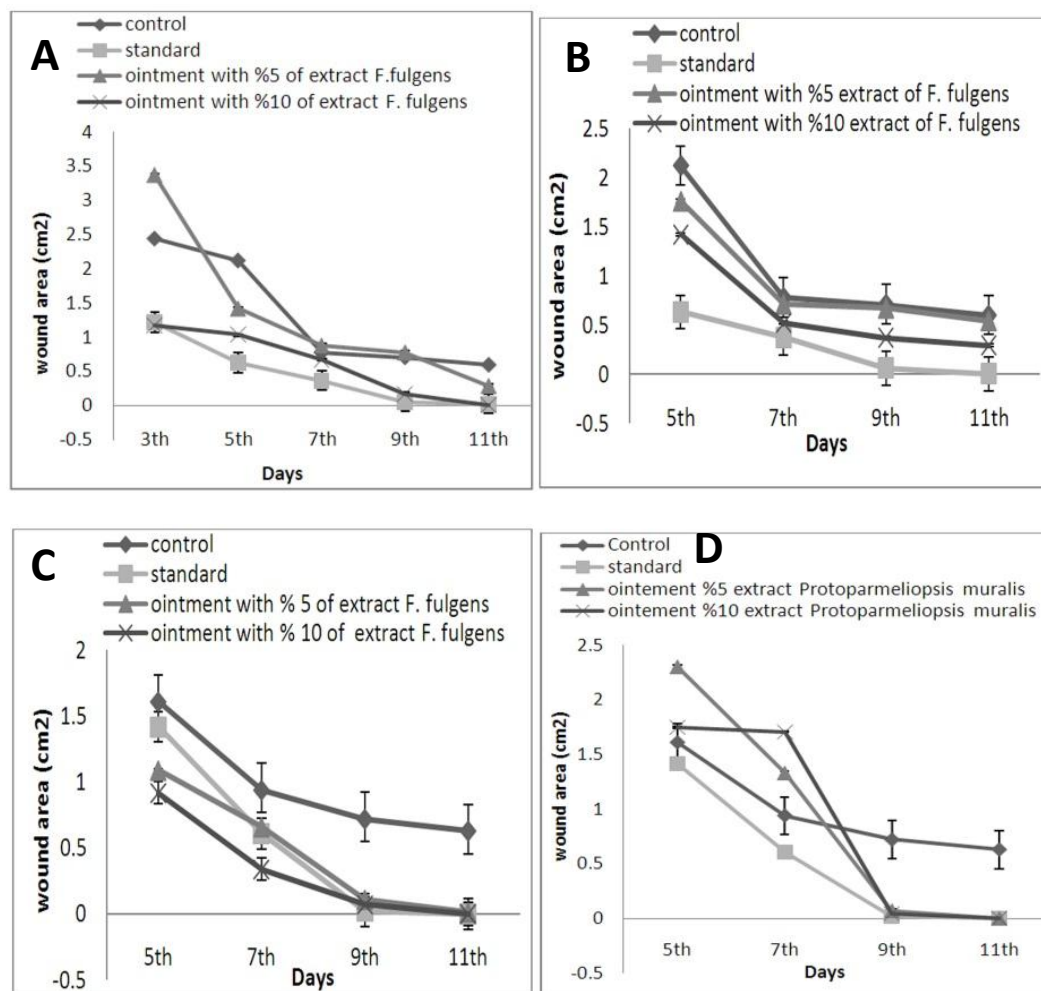 A
control
standard
ointment with %5 of extract F.fulgens
ointment with %10 of extract F. fulgens
4
3.5
3
2.5
2
1.5
1
0.5
0
-0.5
wound area (cm2)
3th 5th 7th 9th 11th
Days
B
control
standard
ointment with %5 extract of F. fulgens
ointment with %10 extract of F. fulgens
2.5
2
1.5
1
0.5
0
-0.5
wound area (cm2)
5th 7th 9th 11th
Days
C
control
standard
ointment with % 5 of extract F. fulgens
ointment with % 10 of extract F. fulgens
2
1.5
1
0.5
0
-0.5
wound area (cm2)
5th 7th 9th 11th
Days
D
Control
standard
ointement %5 extract Protoparmeliopsis muralis
ointement %10 extract Protoparmeliopsis muralis
2.5
2
1.5
1
0.5
0
-0.5
wound area (cm2)
5th 7th 9th 11th
Days